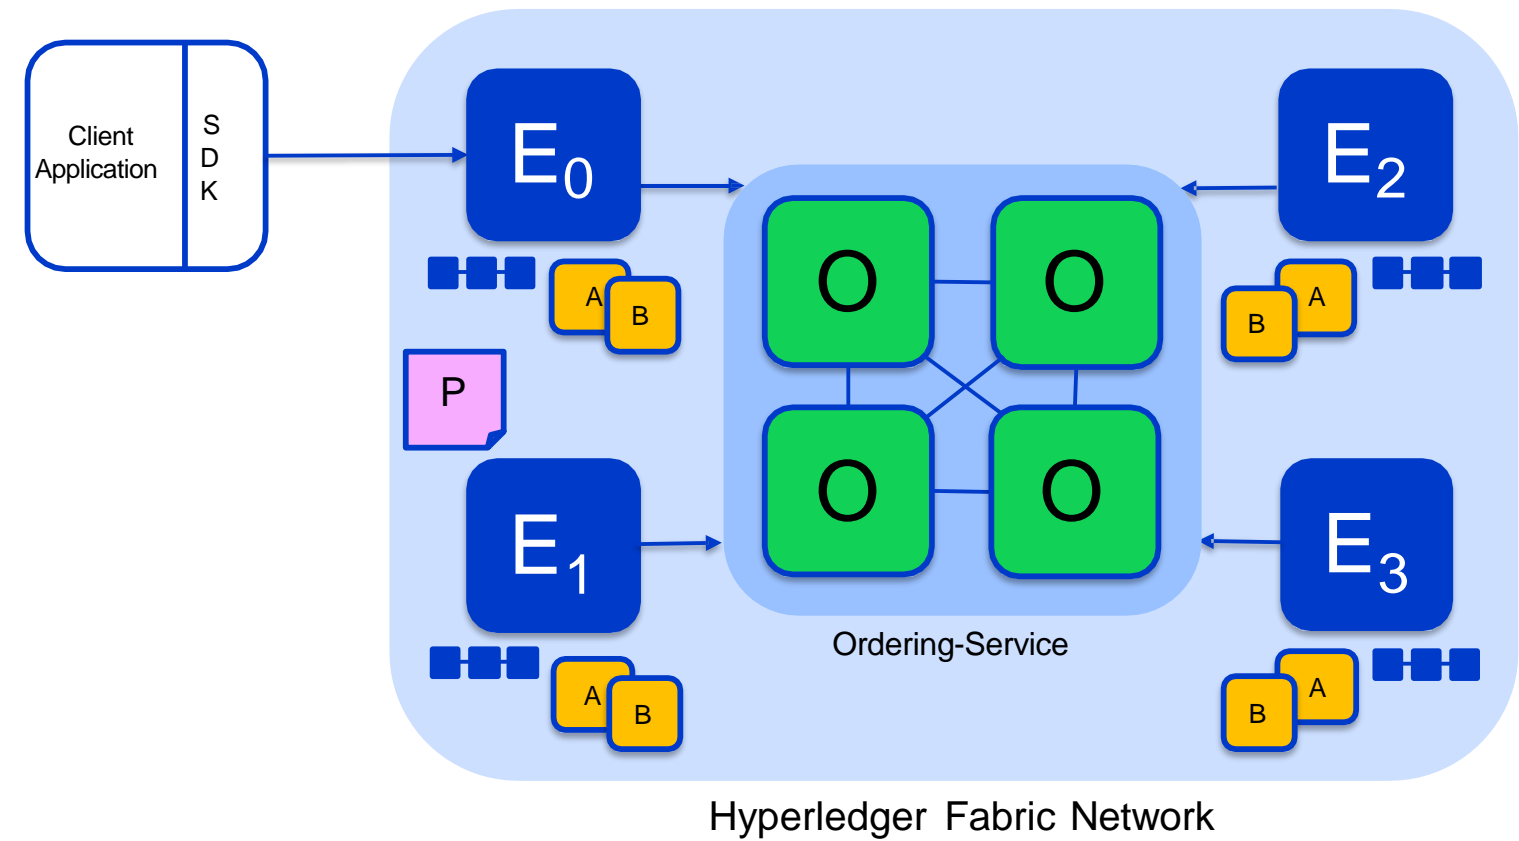 Client
Application
S
D
K
E0
E2
O
O
A
B
B
A
P
E1
E3
O
O
Ordering-Service
A
B
B
A
Hyperledger Fabric Network